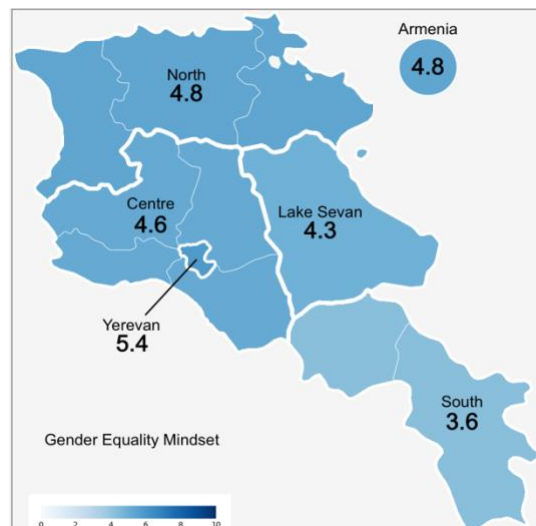 Armenia
4.8
North
4.8
Centre
4.6
Lake Sevan
4.3
Yerevan
5.4
South
3.6
Gender Equality Mindset
0 2 4 6 8 10